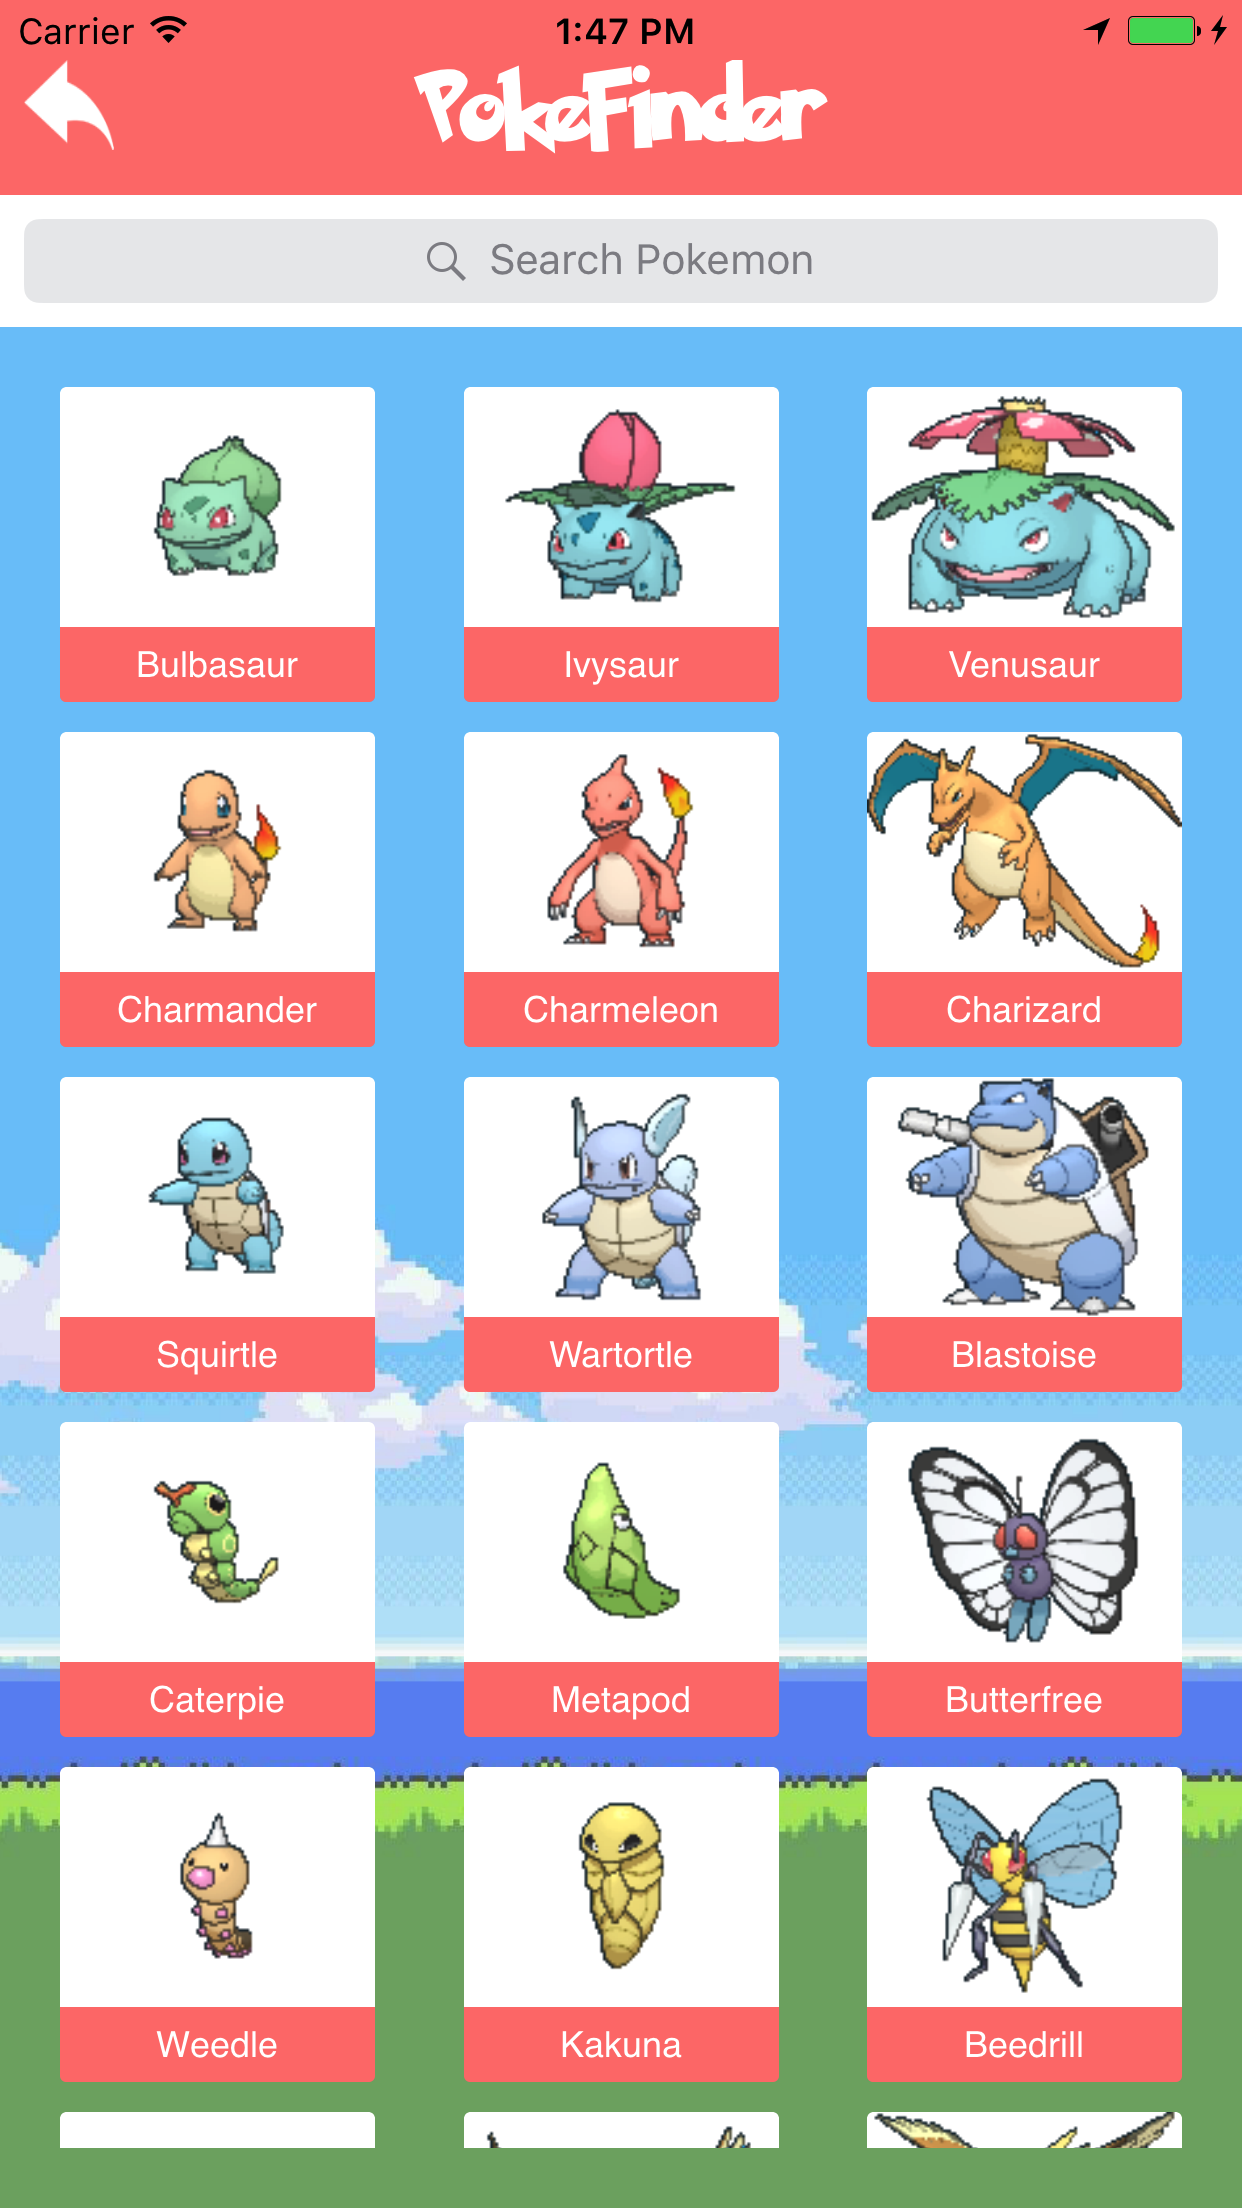 Carrier 1:47 PM
PokeFinder
Search Pokemon
Bulbasaur Ivysaur Venusaur
Charmander Charmeleon Charizard
Squirtle Wartortle Blastoise
Caterpie Metapod Butterfree
Weedle Kakuna Beedrill